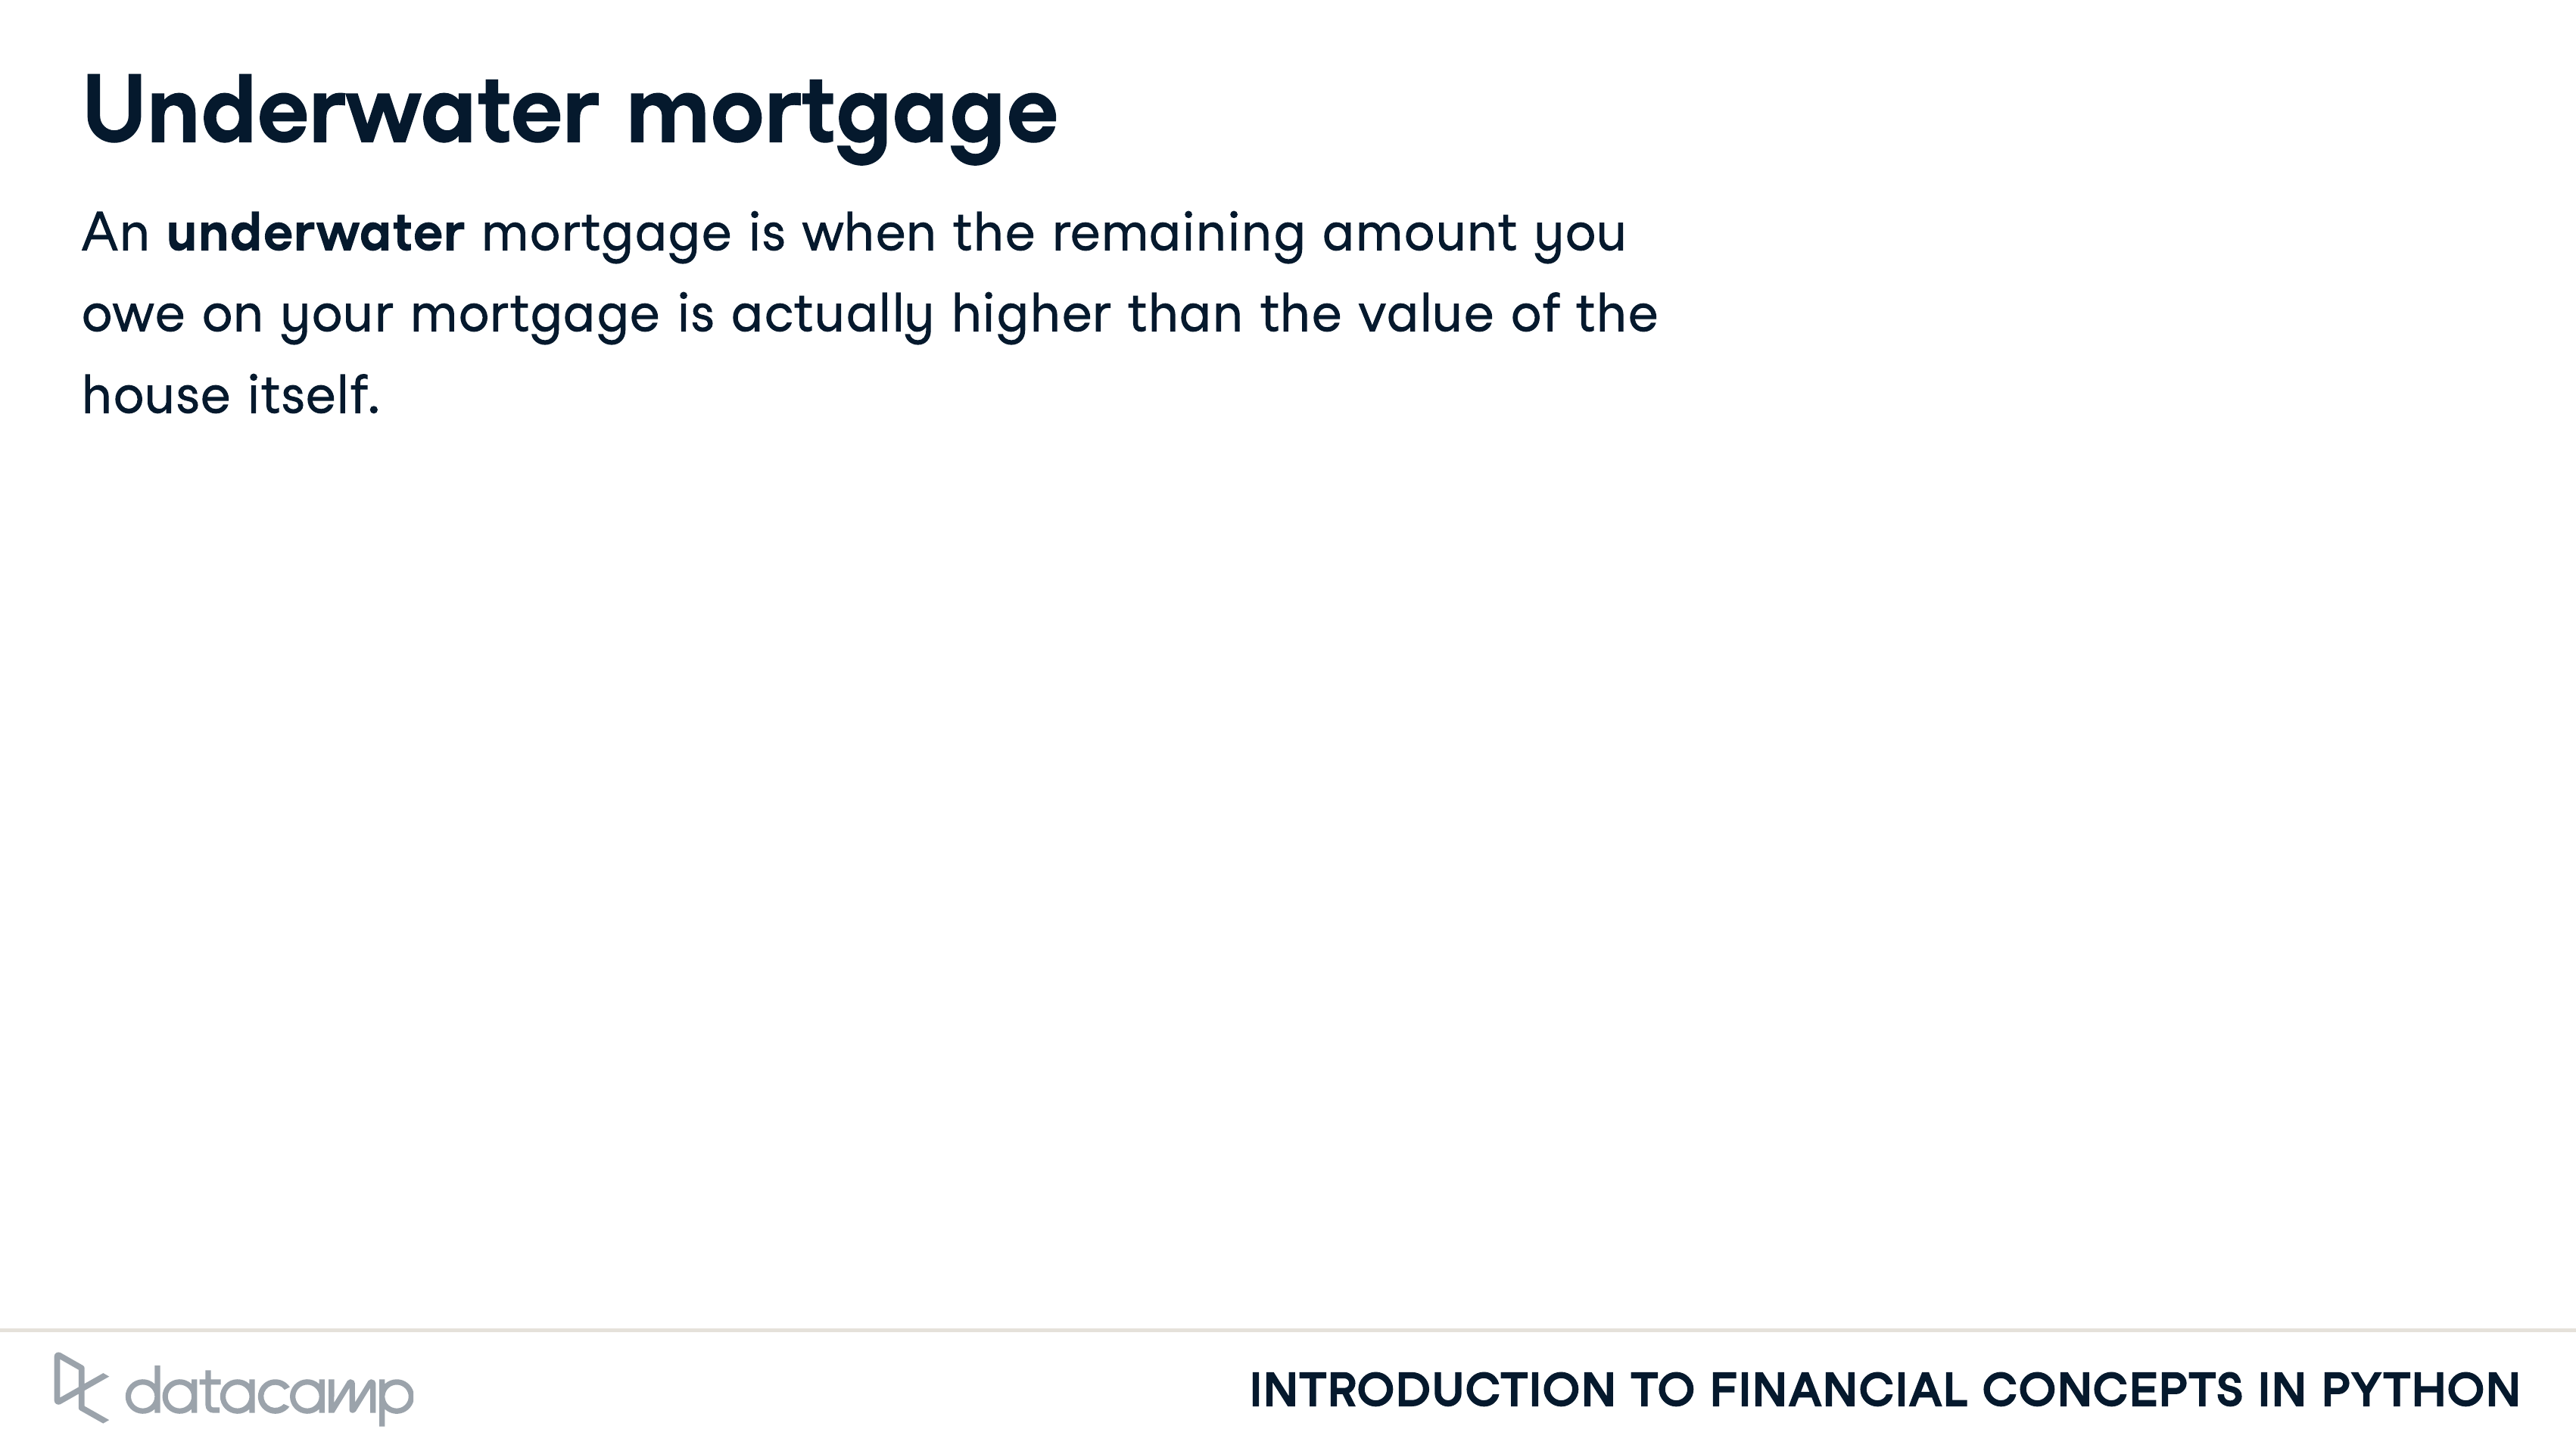 Underwater mortgage
An underwater mortgage is when the remaining amount you
owe on your mortgage is actually higher than the value of the
house itself.
datacamp
INTRODUCTION TO FINANCIAL CONCEPTS IN PYTHON